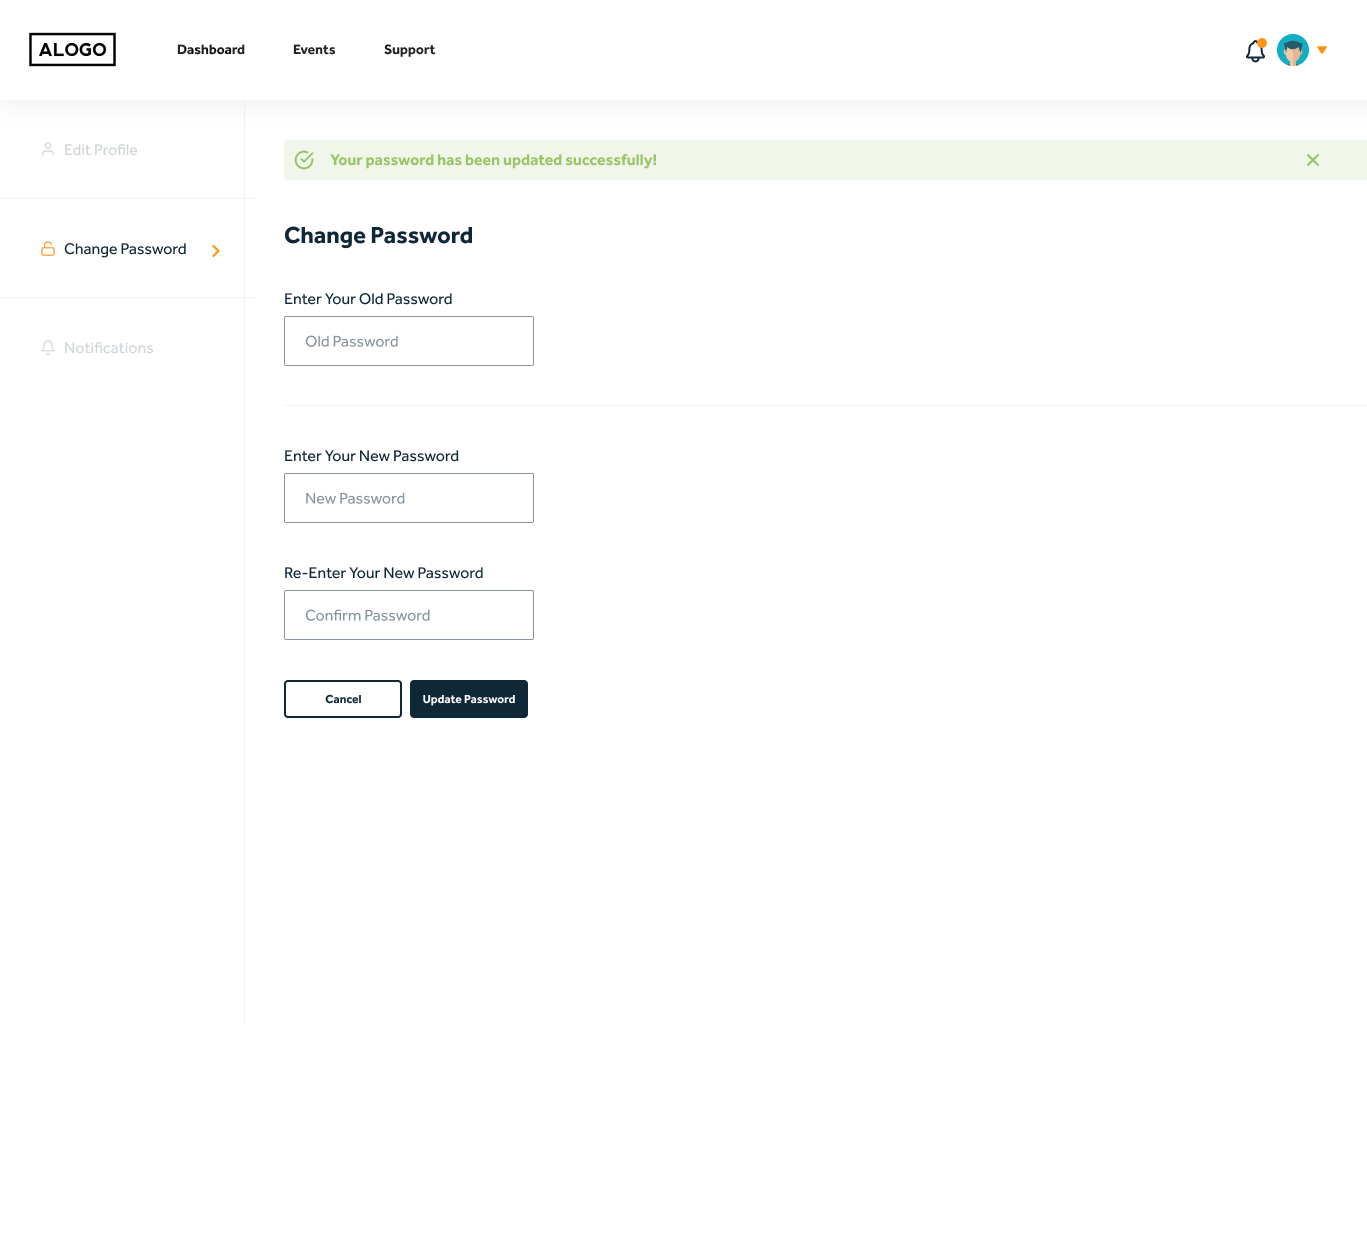 ALOGO
Dashboard
Events
Support
Edit Profile
Change Password
Notifications
Your password has been updated successfully!
Change Password
Enter Your Old Password
Old Password
Enter Your New Password
New Password
Re-Enter Your New Password
Confirm Password
Cancel
Update Password